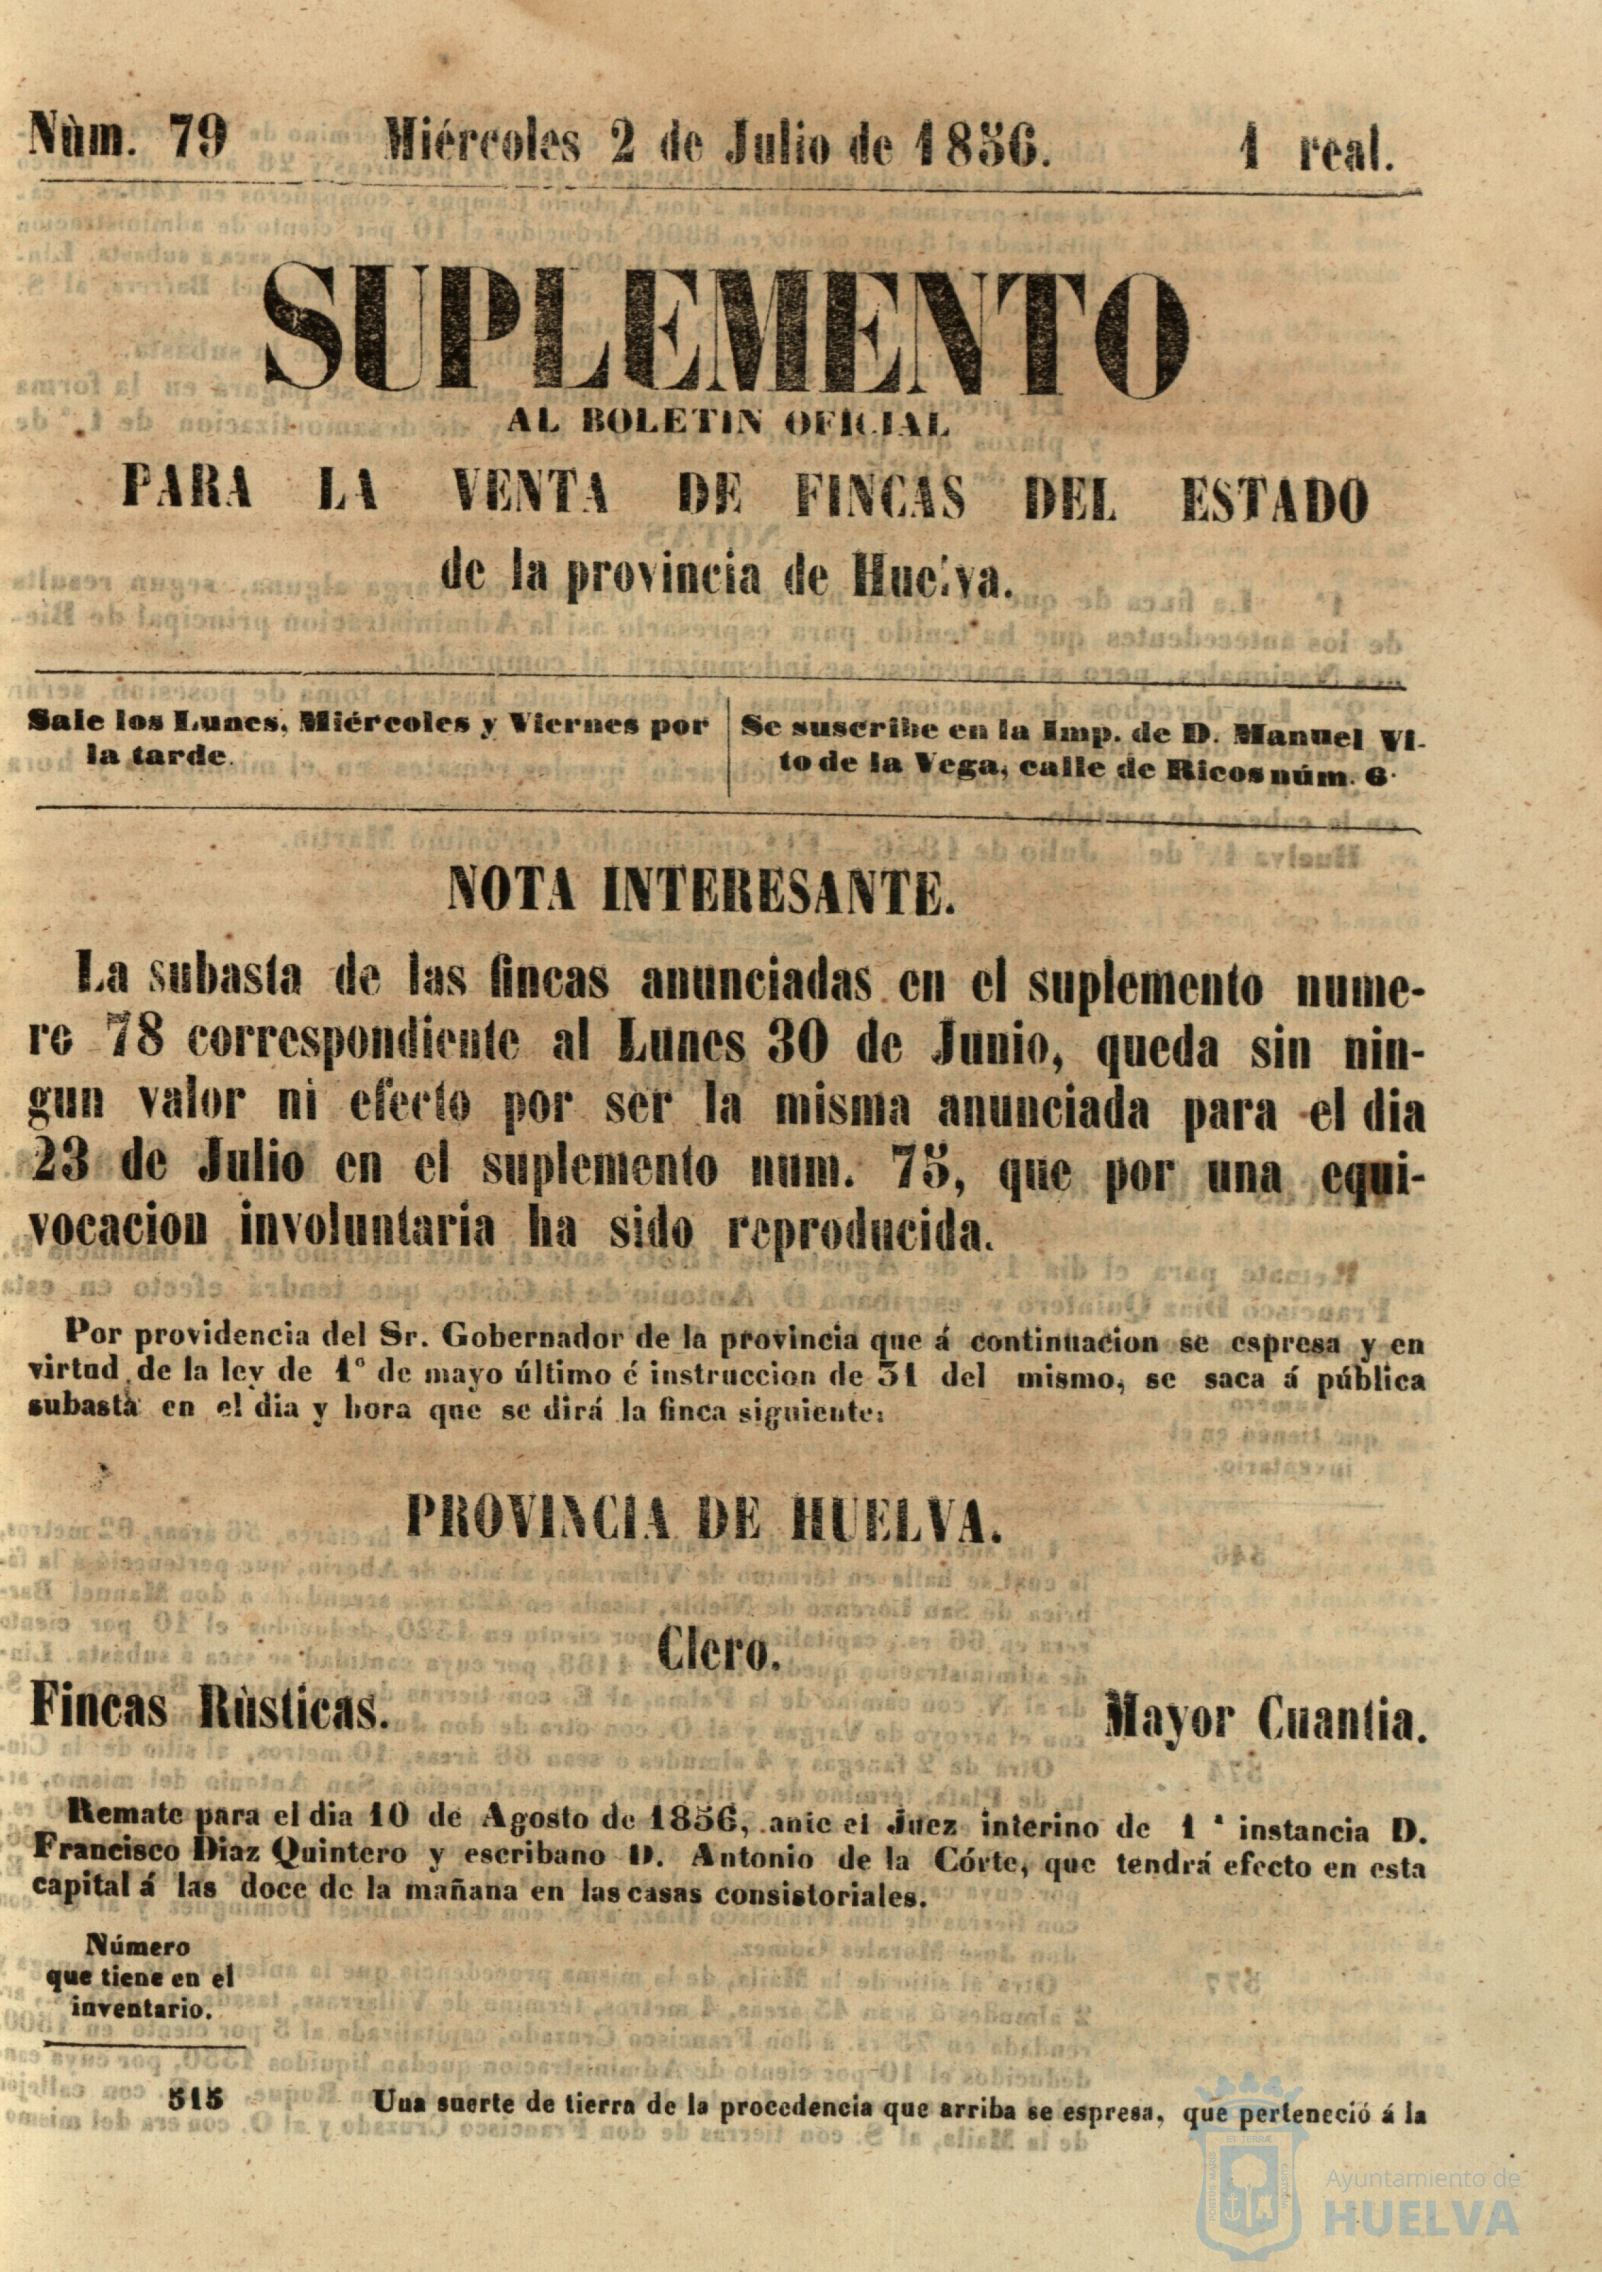 Nùm. 79 Miércoles 2 de Julio de 1856. 1 real.
SUPLEMENTO
AL BOLETIN OFICIAL
PARA LA VENTA DE FINCAS DEL ESTADO
de la provincia de Huelva.
Sale los Lunes, Miércoles y Viernes por
la tarde.
Se suscribe en la Imp. de D. Manuel Vi-
to de la Vega, calle de Ricos núm. 6.
NOTA INTERESANTE.
La subasta de las fincas anunciadas en el suplemento nume-
ro 78 correspondiente al Lunes 30 de Junio, queda sin nin-
gun valor ni efecto por ser la misma anunciada para el dia
23 de Julio en el suplemento num. 75, que por una equi-
vocacion involuntaria ha sido reproducida.
Por providencia del Sr. Gobernador de la provincia que á continuacion se espresa y en
virtud de la ley de 1º de mayo último é instruccion de 31 del mismo, se saca á pública
subasta en el dia y hora que se dirá la finca siguiente:
PROVINCIA DE HUELVA.
Clero.
Fincas Rùsticas. Mayor Cuantia.
Remate para el dia 10 de Agosto de 1856, ante el Juez interino de 1ª instancia D.
Francisco Diaz Quintero y escribano D. Antonio de la Córte, que tendrá efecto en esta
capital á las doce de la mañana en las casas consistoriales.
Número
que tiene en el
inventario.
515 Una suerte de tierra de la procedencia que arriba se espresa, que perteneció á la
Ayuntamiento de
HUELVA